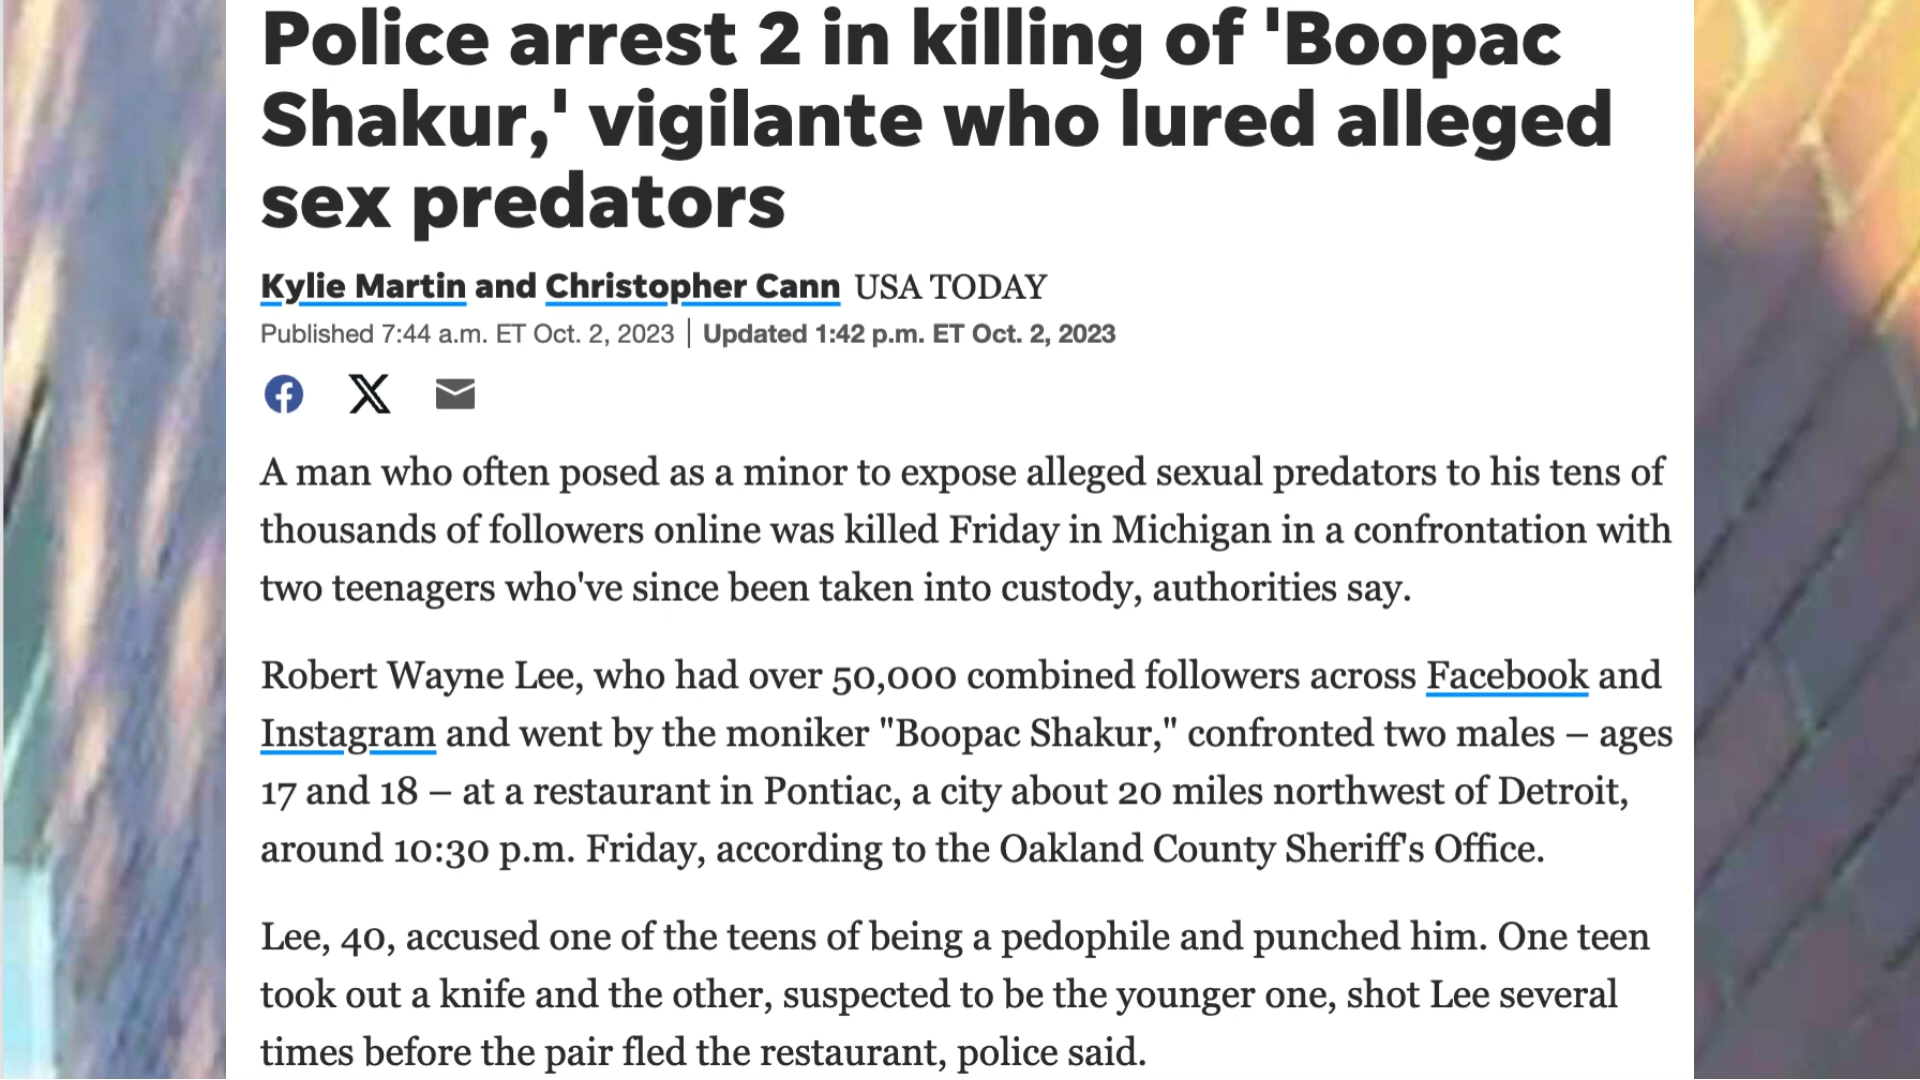 Police arrest 2 in killing of 'Boopac
Shakur,' vigilante who lured alleged
sex predators
Kylie Martin and Christopher Cann USA TODAY
Published 7:44 a.m. ET Oct. 2, 2023 | Updated 1:42 p.m. ET Oct. 2, 2023
A man who often posed as a minor to expose alleged sexual predators to his tens of
thousands of followers online was killed Friday in Michigan in a confrontation with
two teenagers who've since been taken into custody, authorities say.
Robert Wayne Lee, who had over 50,000 combined followers across Facebook and
Instagram and went by the moniker "Boopac Shakur," confronted two males – ages
17 and 18 – at a restaurant in Pontiac, a city about 20 miles northwest of Detroit,
around 10:30 p.m. Friday, according to the Oakland County Sheriff's Office.
Lee, 40, accused one of the teens of being a pedophile and punched him. One teen
took out a knife and the other, suspected to be the younger one, shot Lee several
times before the pair fled the restaurant, police said.